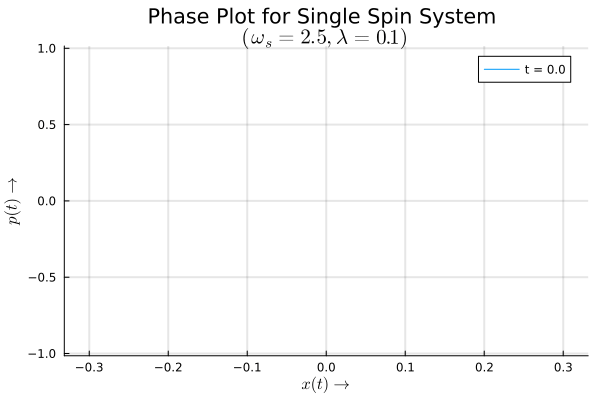 Phase Plot for Single Spin System
(ω_s = 2.5, λ = 0.1)
t = 0.0
1.0
0.5
0.0
−0.5
−1.0
p(t) →
−0.3 −0.2 −0.1 0.0 0.1 0.2 0.3
x(t) →